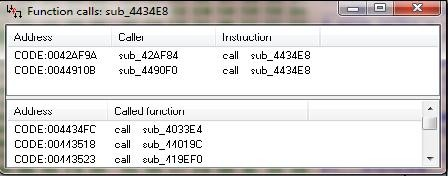 Function calls: sub_4434E8
Address Caller Instruction
CODE:0042AF9A sub_42AF84 call sub_4434E8
CODE:0044910B sub_4490F0 call sub_4434E8
Address Called function
CODE:004434FC call sub_4033E4
CODE:00443518 call sub_44019C
CODE:00443523 call sub_419EF0